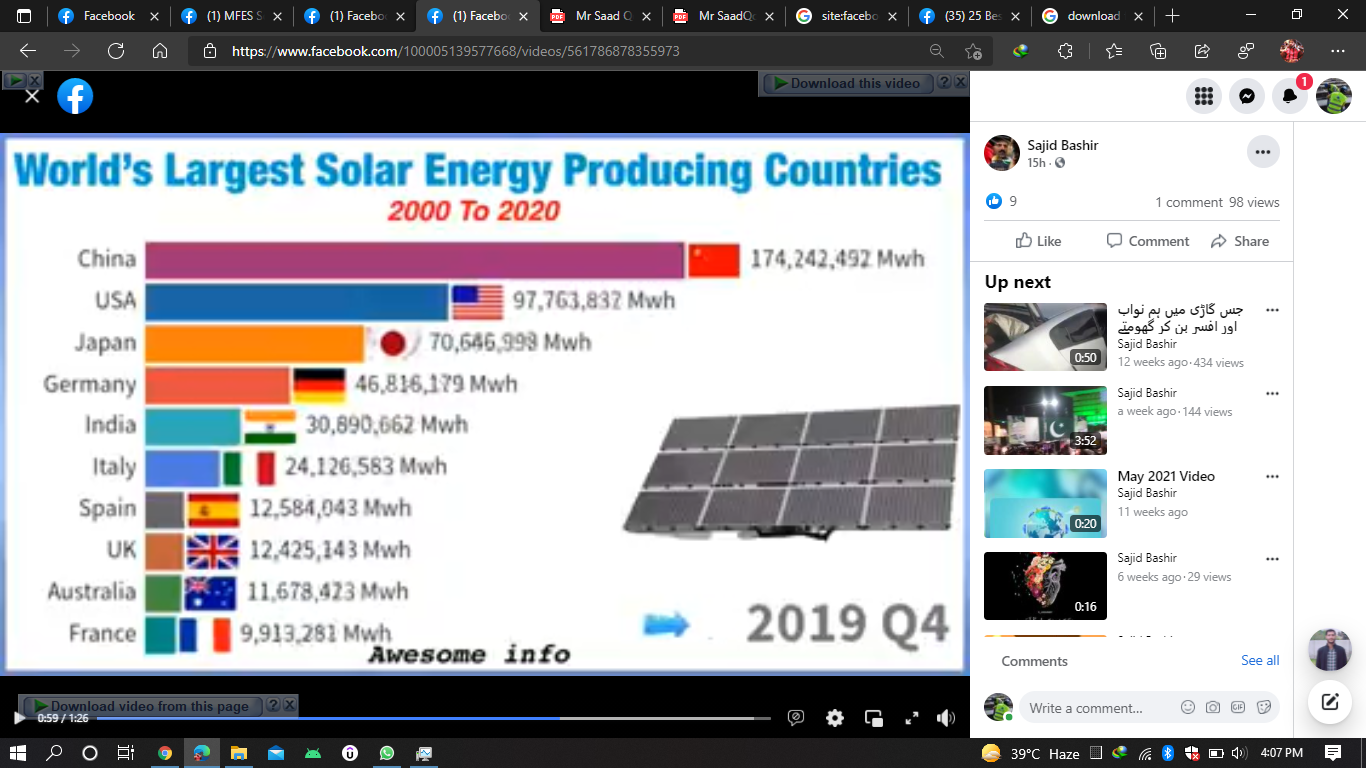 Facebook
(1) MFES S
(1) Faceboo
(1) Faceboo
Mr Saad Q
Mr SaadQa
site:facebo
(35) 25 Bes
download
https://www.facebook.com/100005139577668/videos/561786878355973
Download this video
World's Largest Solar Energy Producing Countries
2000 To 2020
China 174,242,492 Mwh
USA 97,763,837 Mwh
Japan 70,646,998 Mwh
Germany 46,816,179 Mwh
India 30,890,662 Mwh
Italy 24,126,583 Mwh
Spain 12,584,043 Mwh
UK 12,425,143 Mwh
Australia 11,678,423 Mwh
France 9,913,281 Mwh
2019 Q4
Awesome info
Download video from this page
0:59 / 1:26
1
Sajid Bashir
15h
9
1 comment 98 views
Like Comment Share
Up next
جس گاڑی میں ہم نواب
اور افسر بن کر گھومتے
Sajid Bashir
12 weeks ago · 434 views
0:50
Sajid Bashir
a week ago · 144 views
3:52
May 2021 Video
Sajid Bashir
11 weeks ago
0:20
Sajid Bashir
6 weeks ago · 29 views
0:16
Comments See all
Write a comment...
GIF
39°C Haze
4:07 PM